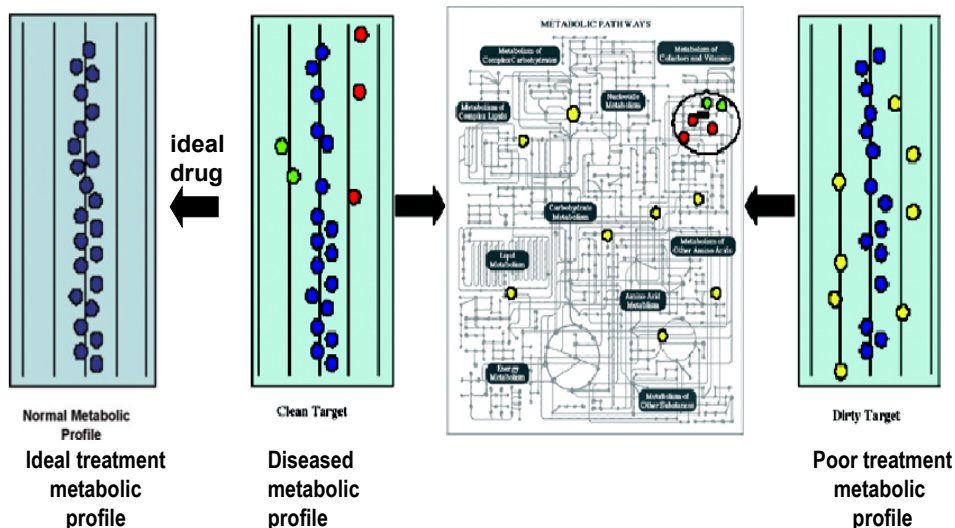 METABOLIC PATHWAYS
Metabolism of
Complex Carbohydrates
Metabolism of
Cofactors and Vitamins
Nucleotide
Metabolism
Metabolism of
Complex Lipids
ideal
drug
Carbohydrate
Metabolism
Metabolism of
Other Amino Acids
Lipid
Metabolism
Amino Acid
Metabolism
Energy
Metabolism
Metabolism of
Other Substances
Normal Metabolic
Profile
Clean Target
Dirty Target
Ideal treatment
metabolic
profile
Diseased
metabolic
profile
Poor treatment
metabolic
profile